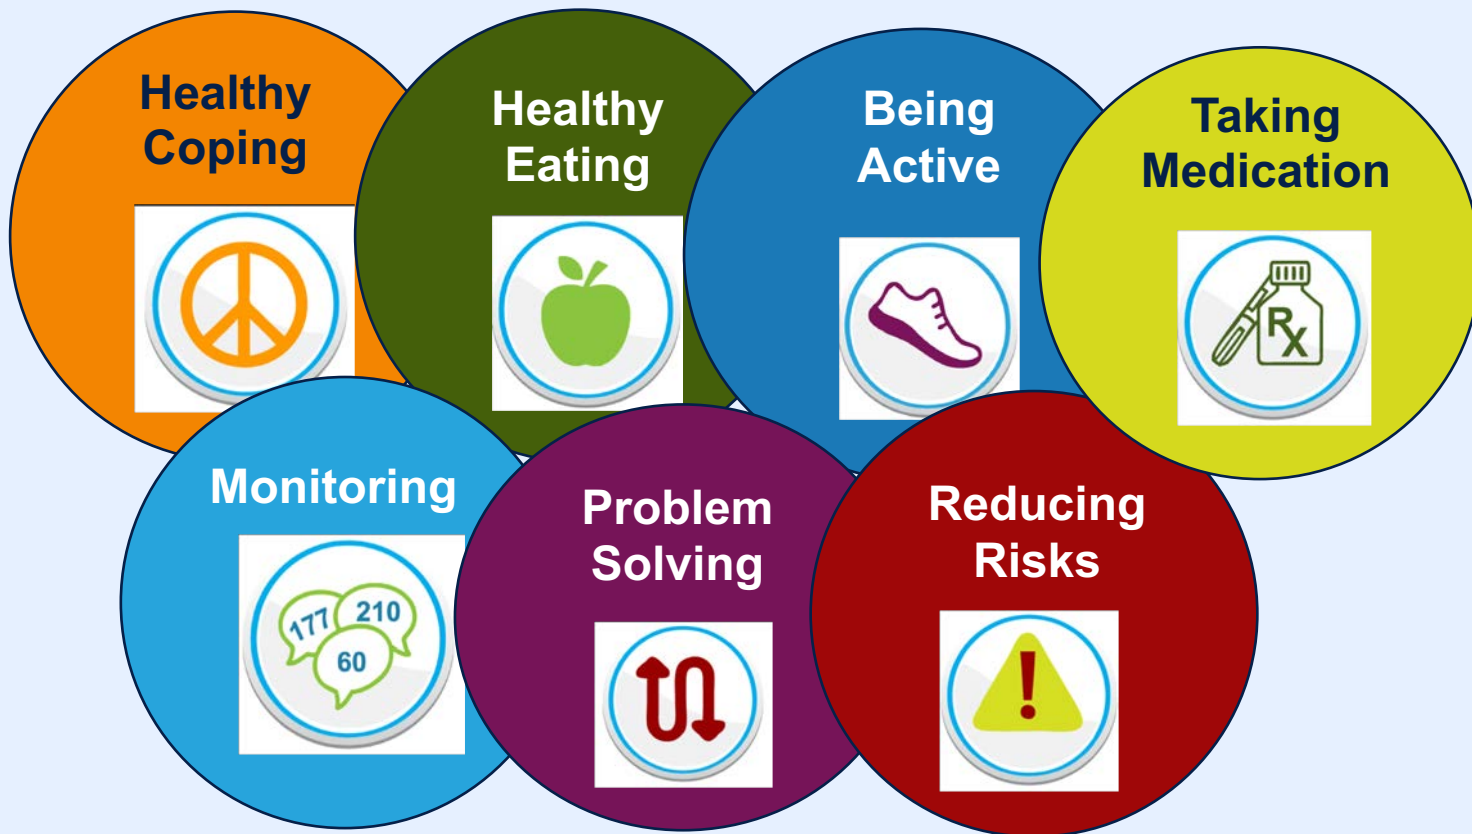 Healthy
Coping
Healthy
Eating
Being
Active
Taking
Medication
Rx
Monitoring
177
210
60
Problem
Solving
Reducing
Risks
!